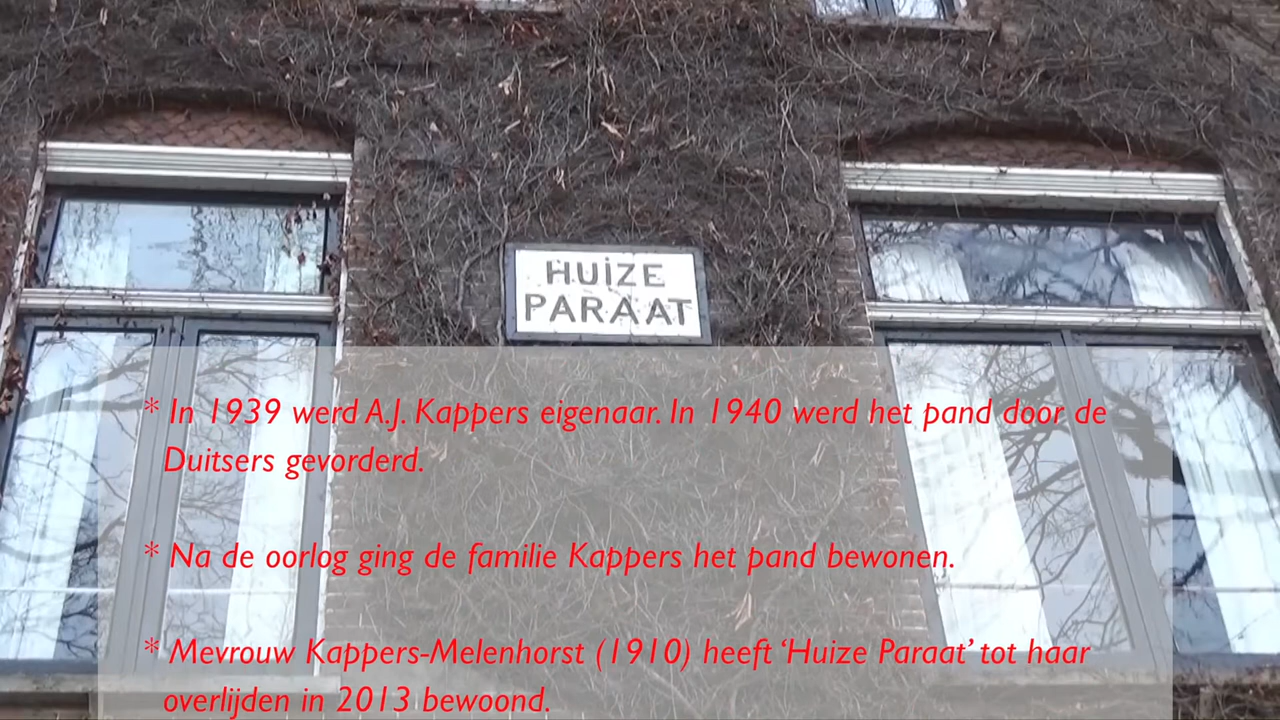 HUIZE
PARAAT
* In 1939 werd A.J. Kappers eigenaar. In 1940 werd het pand door de
Duitsers gevorderd.
* Na de oorlog ging de familie Kappers het pand bewonen.
* Mevrouw Kappers-Melenhorst (1910) heeft ‘Huize Paraat’ tot haar
overlijden in 2013 bewoond.